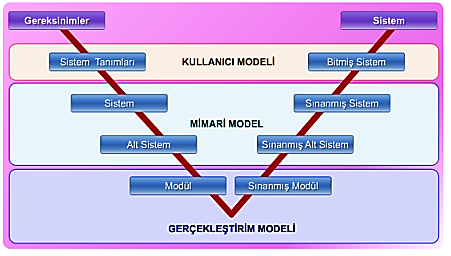 Gereksinimler
Sistem
Sistem Tanımları
KULLANICI MODELİ
Bitmiş Sistem
Sistem
Sınanmış Sistem
MİMARİ MODEL
Alt Sistem
Sınanmış Alt Sistem
Modül
Sınanmış Modül
GERÇEKLEŞTİRİM MODELİ